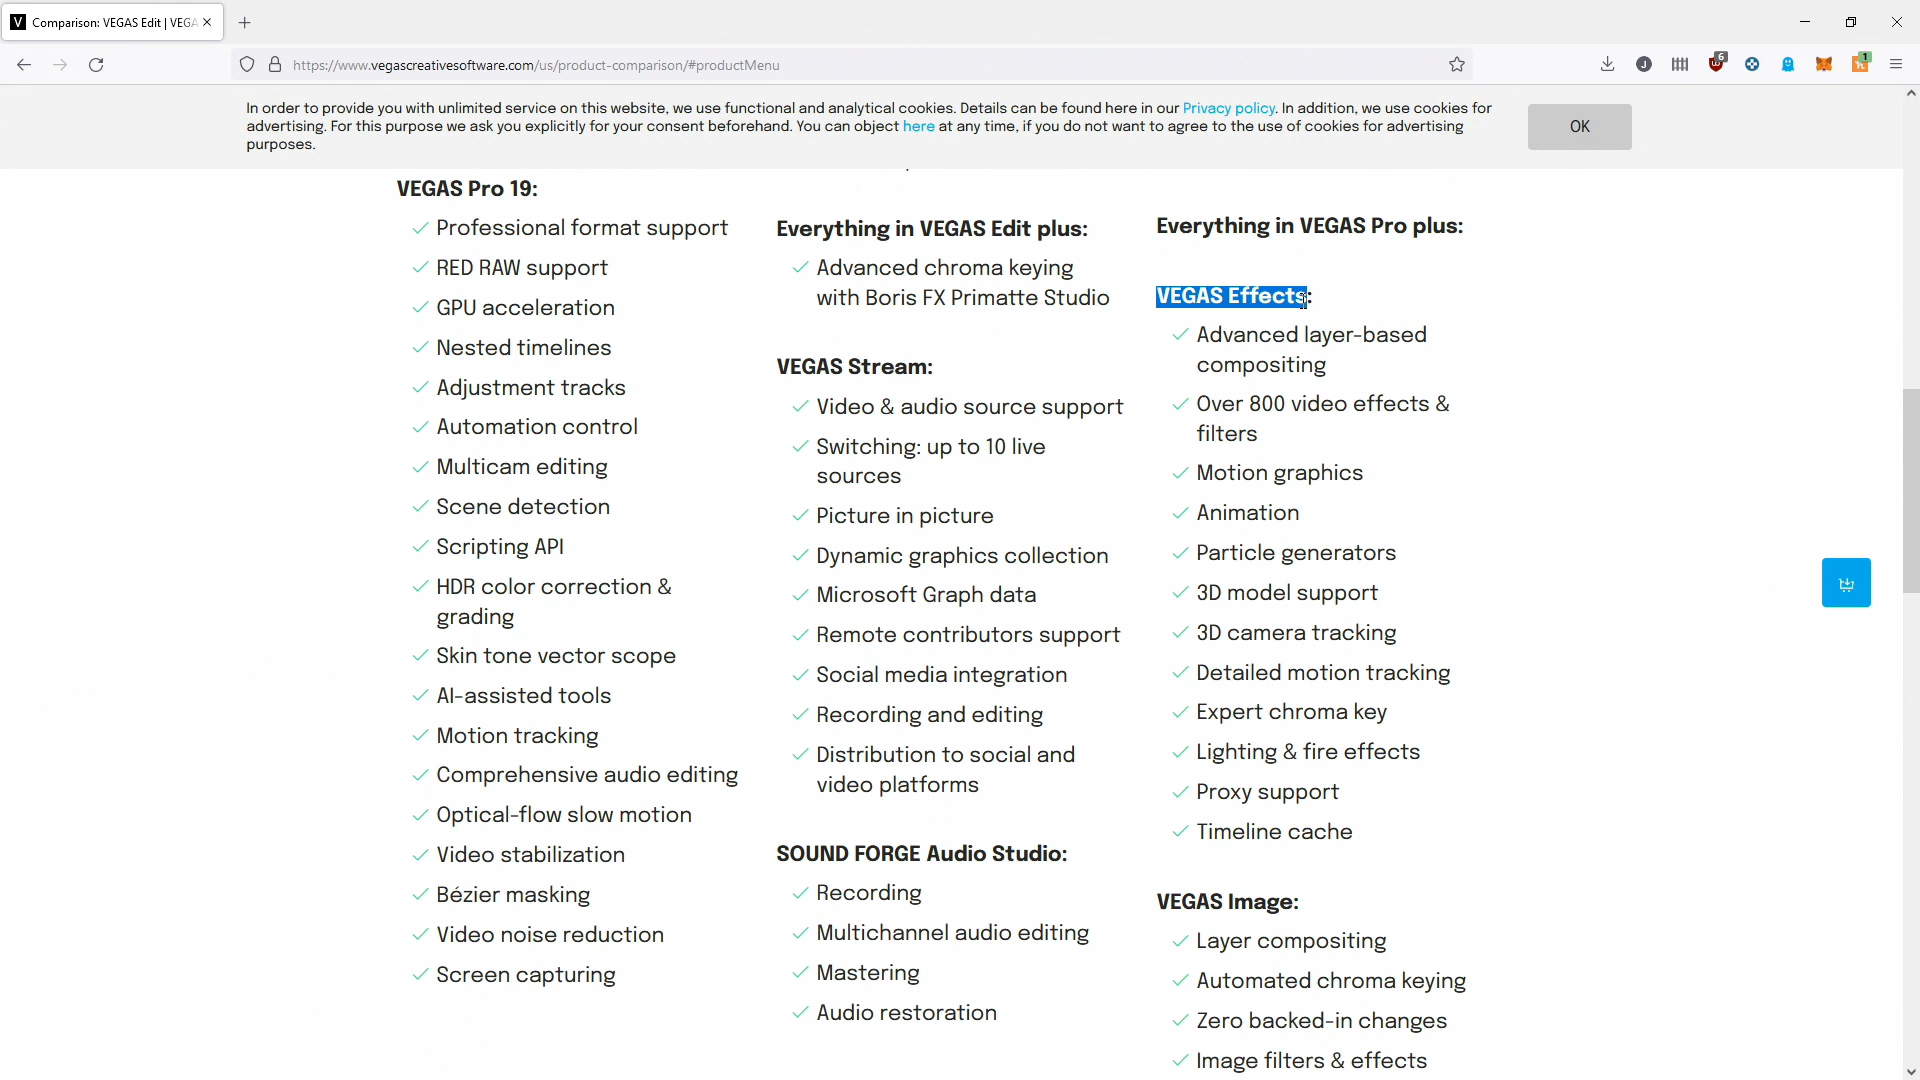 Comparison: VEGAS Edit | VEGA
https://www.vegascreativesoftware.com/us/product-comparison/#productMenu
J
6
1
In order to provide you with unlimited service on this website, we use functional and analytical cookies. Details can be found here in our Privacy policy. In addition, we use cookies for
advertising. For this purpose we ask you explicitly for your consent beforehand. You can object here at any time, if you do not want to agree to the use of cookies for advertising
purposes.
OK
VEGAS Pro 19:
Professional format support
RED RAW support
GPU acceleration
Nested timelines
Adjustment tracks
Automation control
Multicam editing
Scene detection
Scripting API
HDR color correction &
grading
Skin tone vector scope
AI-assisted tools
Motion tracking
Comprehensive audio editing
Optical-flow slow motion
Video stabilization
Bézier masking
Video noise reduction
Screen capturing
Everything in VEGAS Edit plus:
Advanced chroma keying
with Boris FX Primatte Studio
VEGAS Stream:
Video & audio source support
Switching: up to 10 live
sources
Picture in picture
Dynamic graphics collection
Microsoft Graph data
Remote contributors support
Social media integration
Recording and editing
Distribution to social and
video platforms
SOUND FORGE Audio Studio:
Recording
Multichannel audio editing
Mastering
Audio restoration
Everything in VEGAS Pro plus:
VEGAS Effects:
Advanced layer-based
compositing
Over 800 video effects &
filters
Motion graphics
Animation
Particle generators
3D model support
3D camera tracking
Detailed motion tracking
Expert chroma key
Lighting & fire effects
Proxy support
Timeline cache
VEGAS Image:
Layer compositing
Automated chroma keying
Zero backed-in changes
Image filters & effects